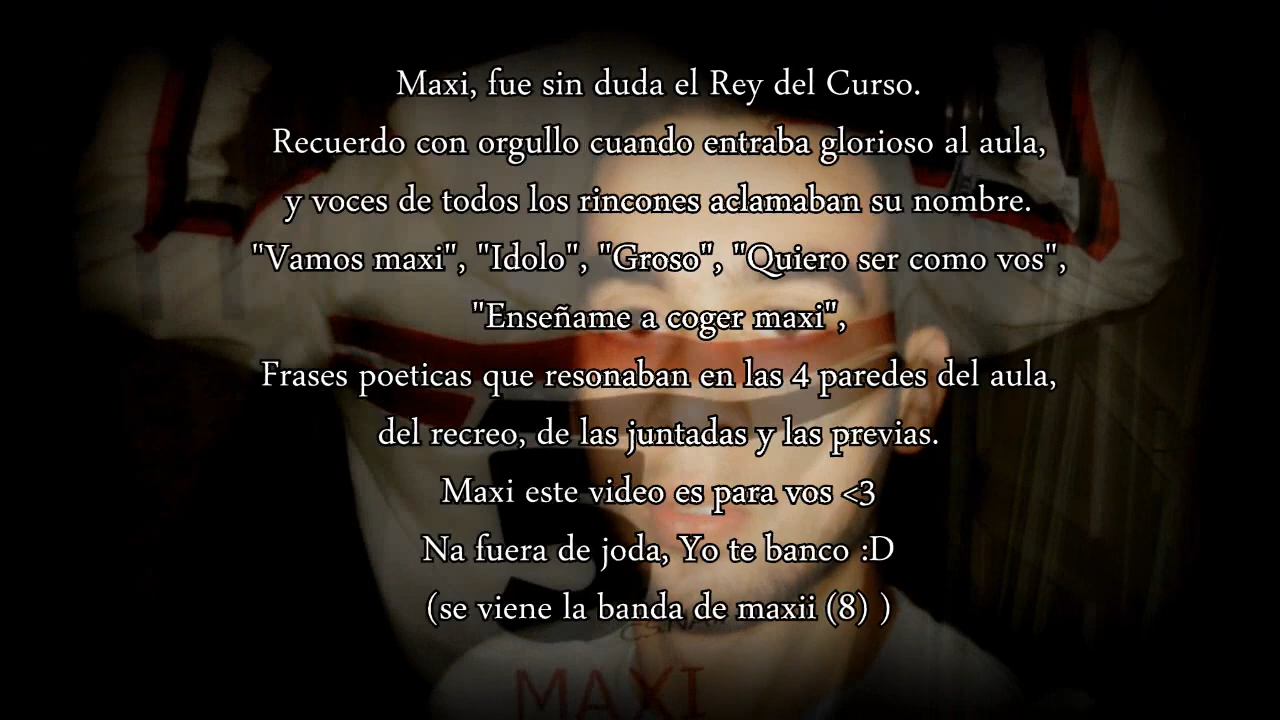 Maxi, fue sin duda el Rey del Curso.
Recuerdo con orgullo cuando entraba glorioso al aula,
y voces de todos los rincones aclamaban su nombre.
"Vamos maxi", "Idolo", "Groso", "Quiero ser como vos",
"Enseñame a coger maxi",
Frases poeticas que resonaban en las 4 paredes del aula,
del recreo, de las juntadas y las previas.
Maxi este video es para vos <3
Na fuera de joda, Yo te banco :D
(se viene la banda de maxii (8) )
MAXI